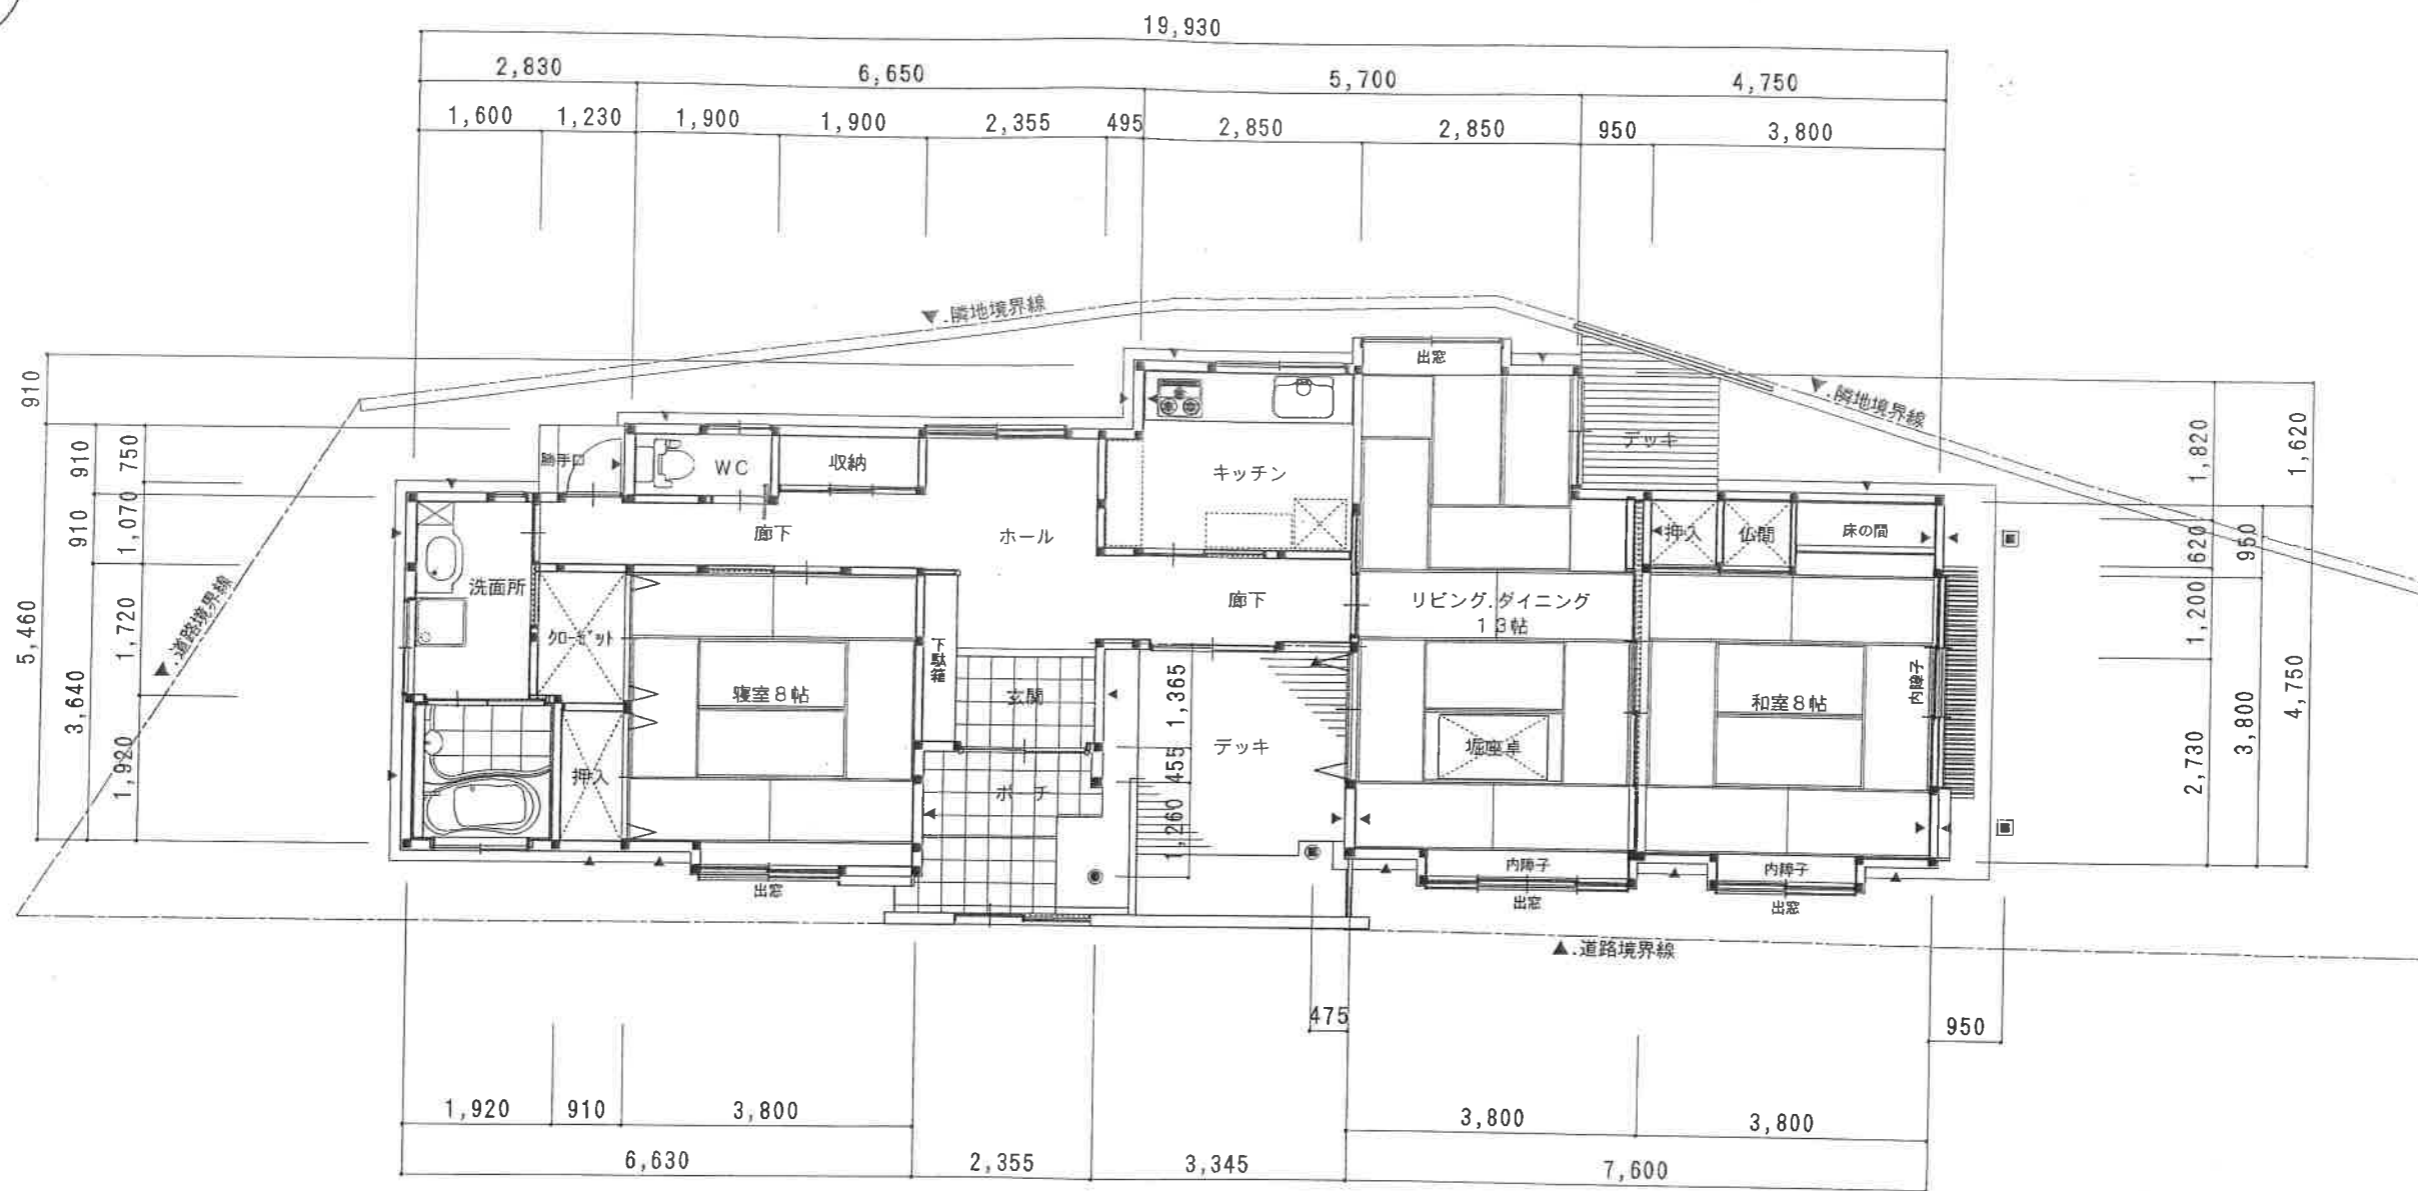 19,930
2,830 6,650 5,700 4,750
1,600 1,230 1,900 1,900 2,355 495 2,850 2,850 950 3,800
▼.隣地境界線
▼.隣地境界線
▲.道路境界線
▲.道路境界線
910
5,460
910
910
3,640
750
1,070
1,720
1,920
勝手口
WC
収納
キッチン
出窓
デッキ
洗面所
廊下
ホール
廊下
押入
仏間
床の間
クローゼット
下駄箱
リビング.ダイニング
13帖
寝室8帖
玄関
デッキ
和室8帖
内障子
掘座卓
押入
ポーチ
出窓
内障子
出窓
内障子
出窓
1,365
455
1,260
1,820
620
1,200
2,730
950
3,800
1,620
4,750
475
950
1,920 910 3,800 3,800 3,800
6,630 2,355 3,345 7,600